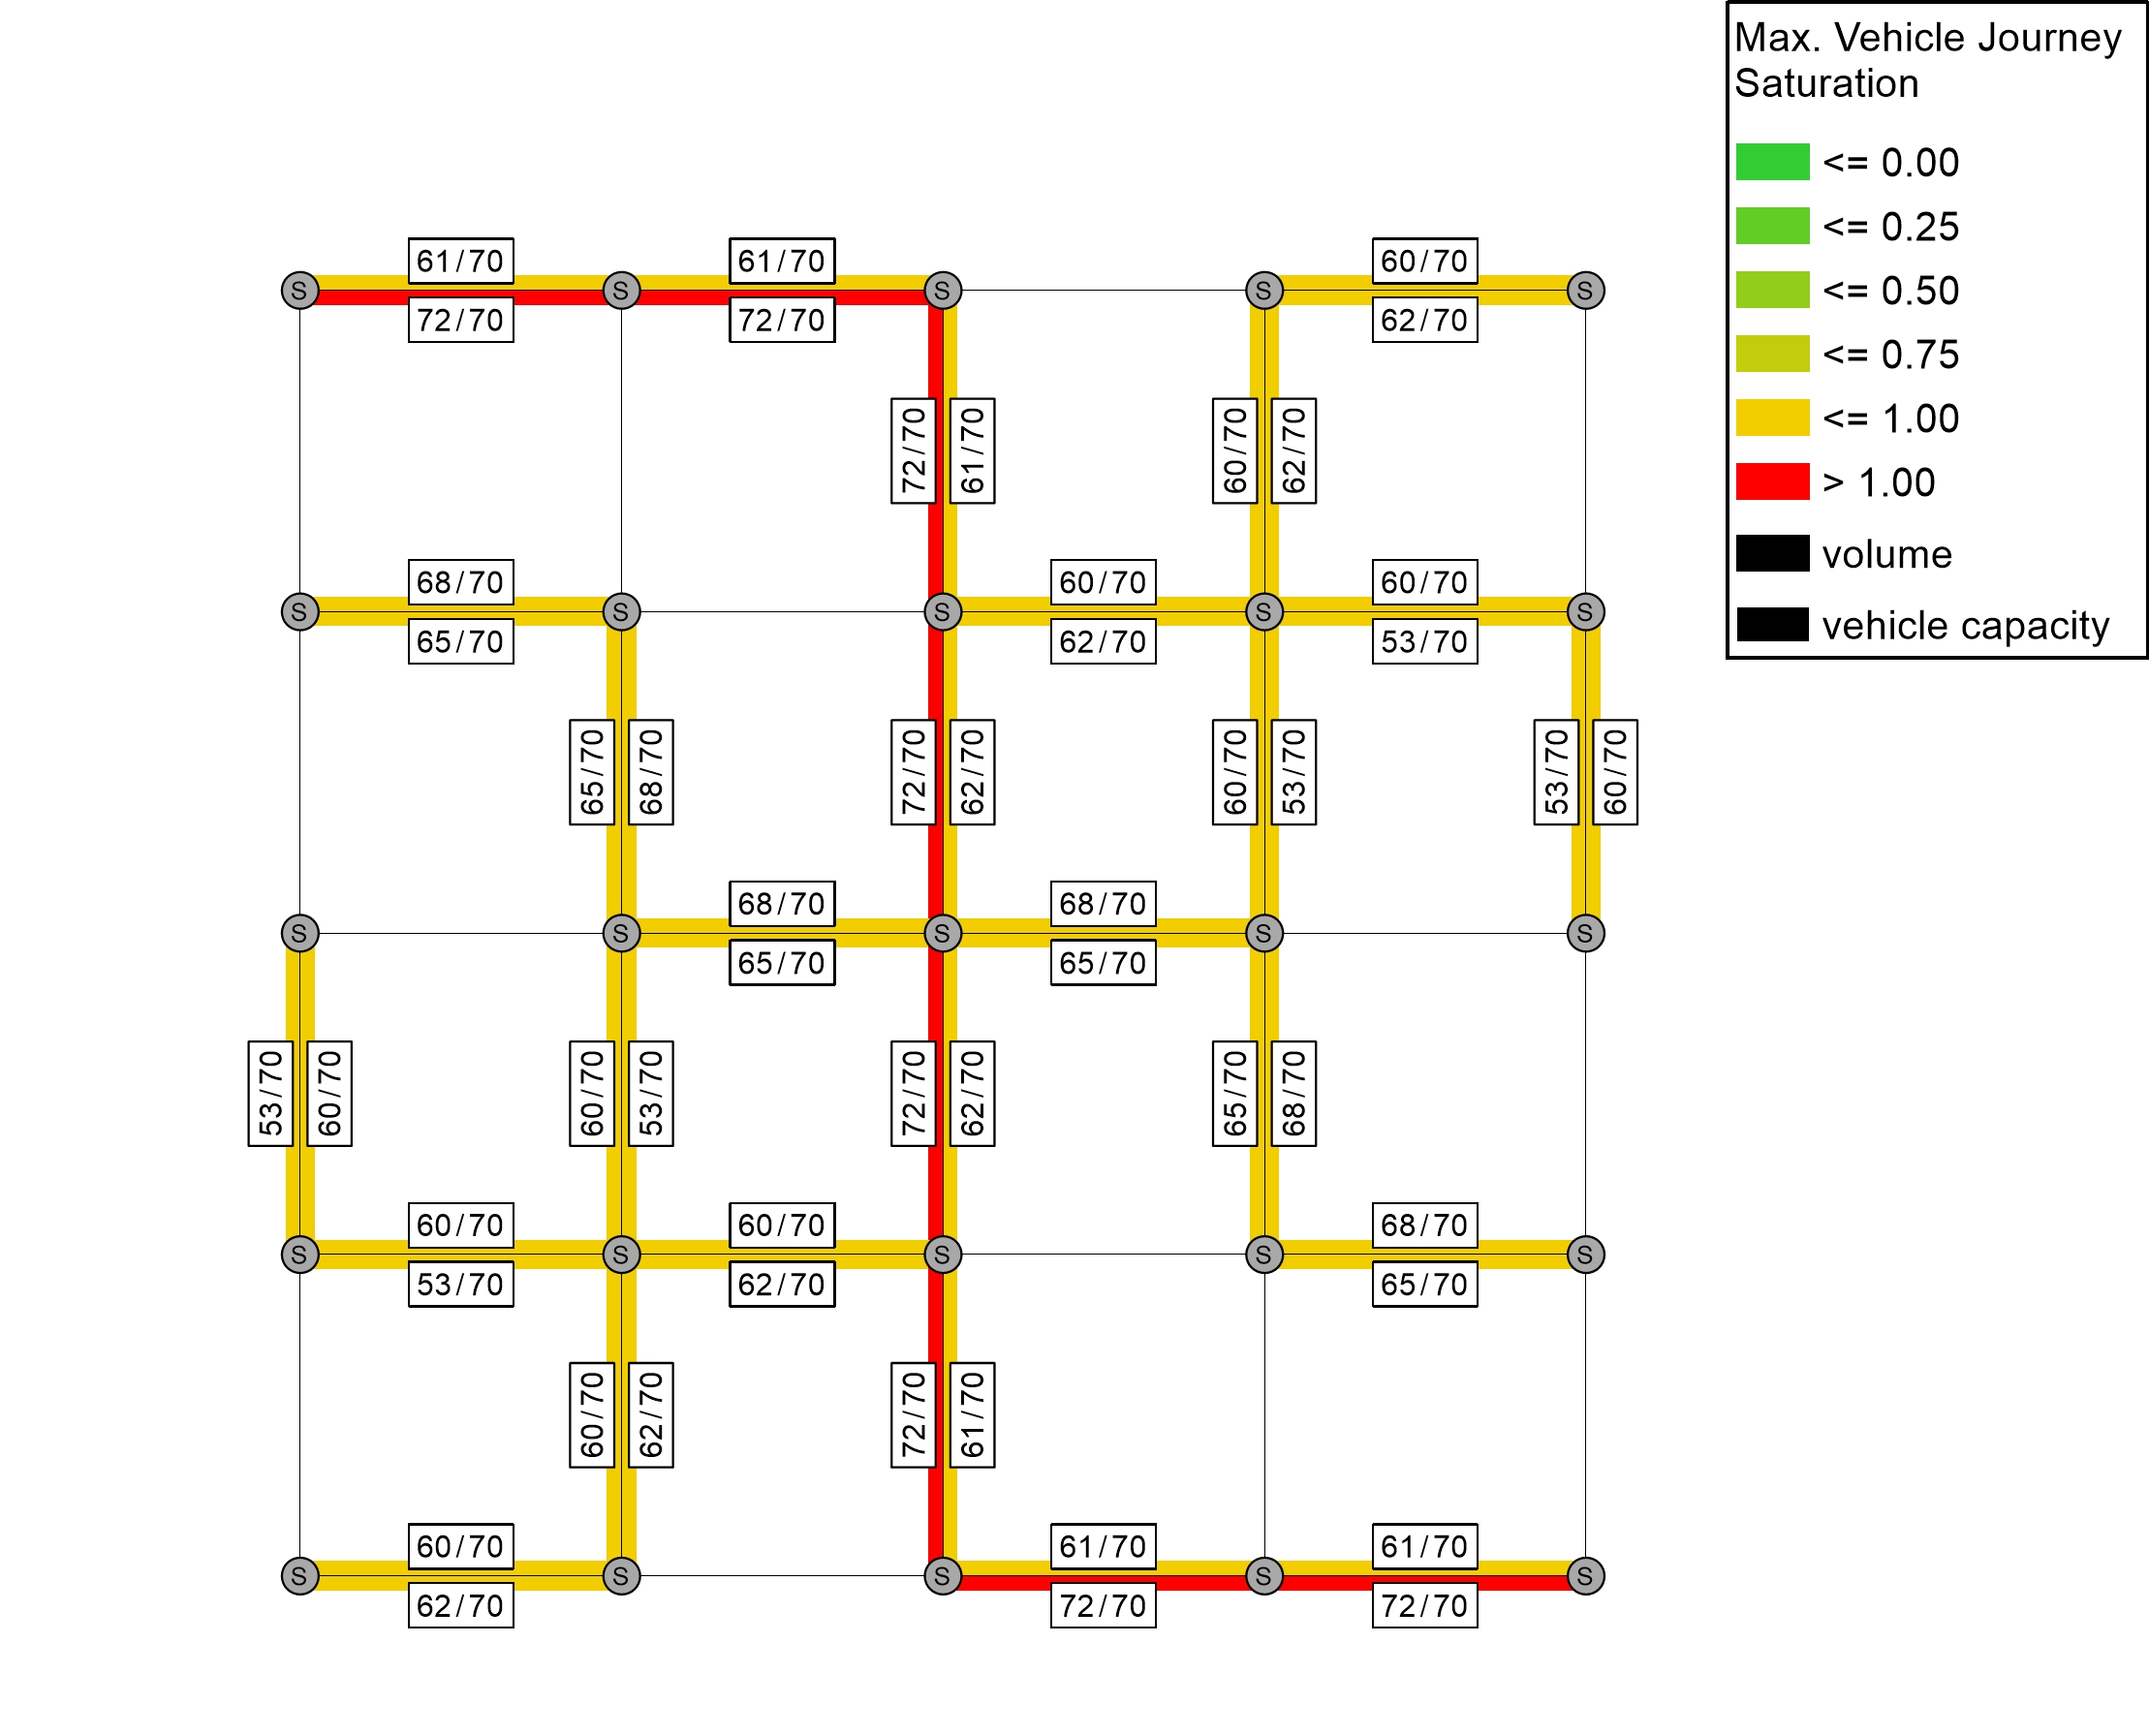 Max. Vehicle Journey
Saturation
<= 0.00
<= 0.25
<= 0.50
<= 0.75
<= 1.00
> 1.00
volume
vehicle capacity
61/70 61/70 60/70
S S S S S
72/70 72/70 62/70
72/70 61/70 60/70 62/70
68/70 60/70 60/70
S S S S S
65/70 62/70 53/70
65/70 68/70 72/70 62/70 60/70 53/70 53/70 60/70
68/70 68/70
S S S S S
65/70 65/70
53/70 60/70 60/70 53/70 72/70 62/70 65/70 68/70
60/70 60/70 68/70
S S S S S
53/70 62/70 65/70
60/70 62/70 72/70 61/70
60/70 61/70 61/70
S S S S S
62/70 72/70 72/70